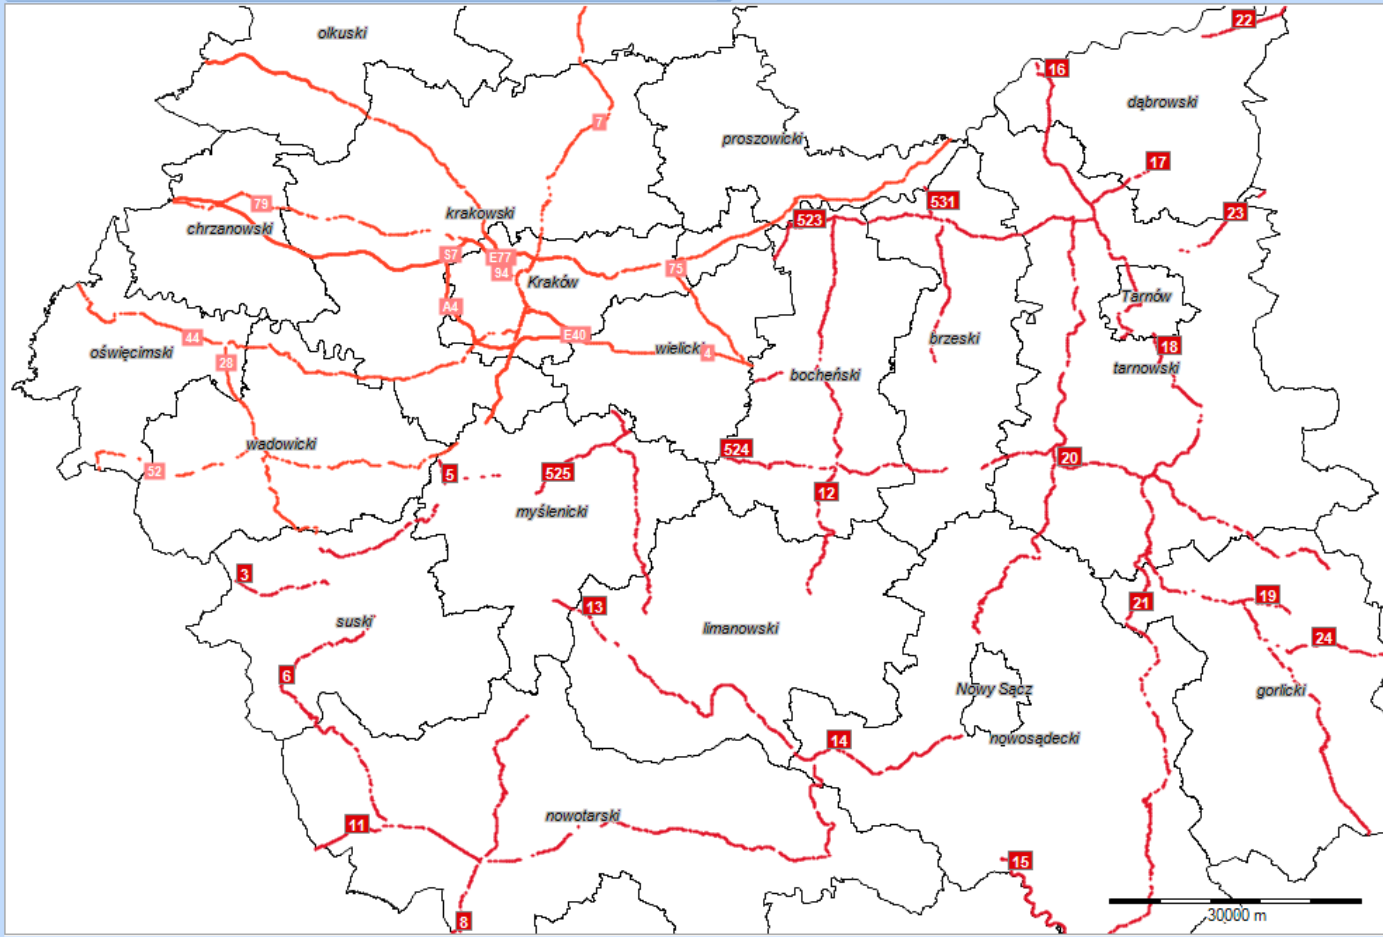 22
olkuski
16
dąbrowski
7
proszowicki
17
79
531
krakowski
523
23
chrzanowski
S7
E77
94
75
Kraków
Tarnów
A4
44
E40
oświęcimski
28
wielicki
4
brzeski
18
bocheński
tarnowski
wadowicki
524
20
52
5
525
12
myślenicki
3
13
21
19
suski
limanowski
24
6
Nowy Sącz
gorlicki
14
nowosądecki
11
nowotarski
15
8
30000 m